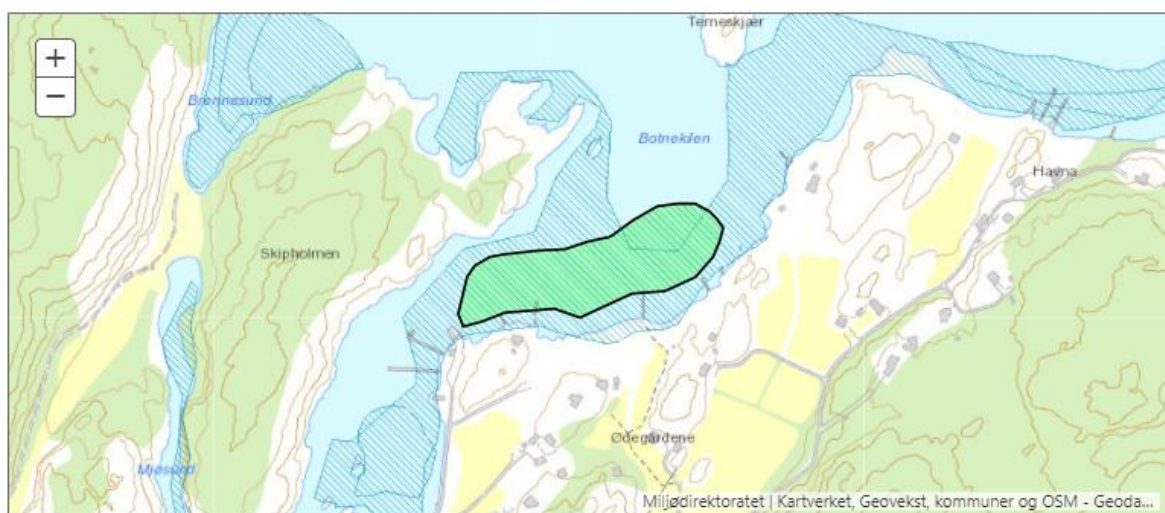 Terneskjær
+
−
Brennesund
Botnekilen
Havna
Skipholmen
Ødegårdene
Mjøsund
Miljødirektoratet | Kartverket, Geovekst, kommuner og OSM - Geoda...